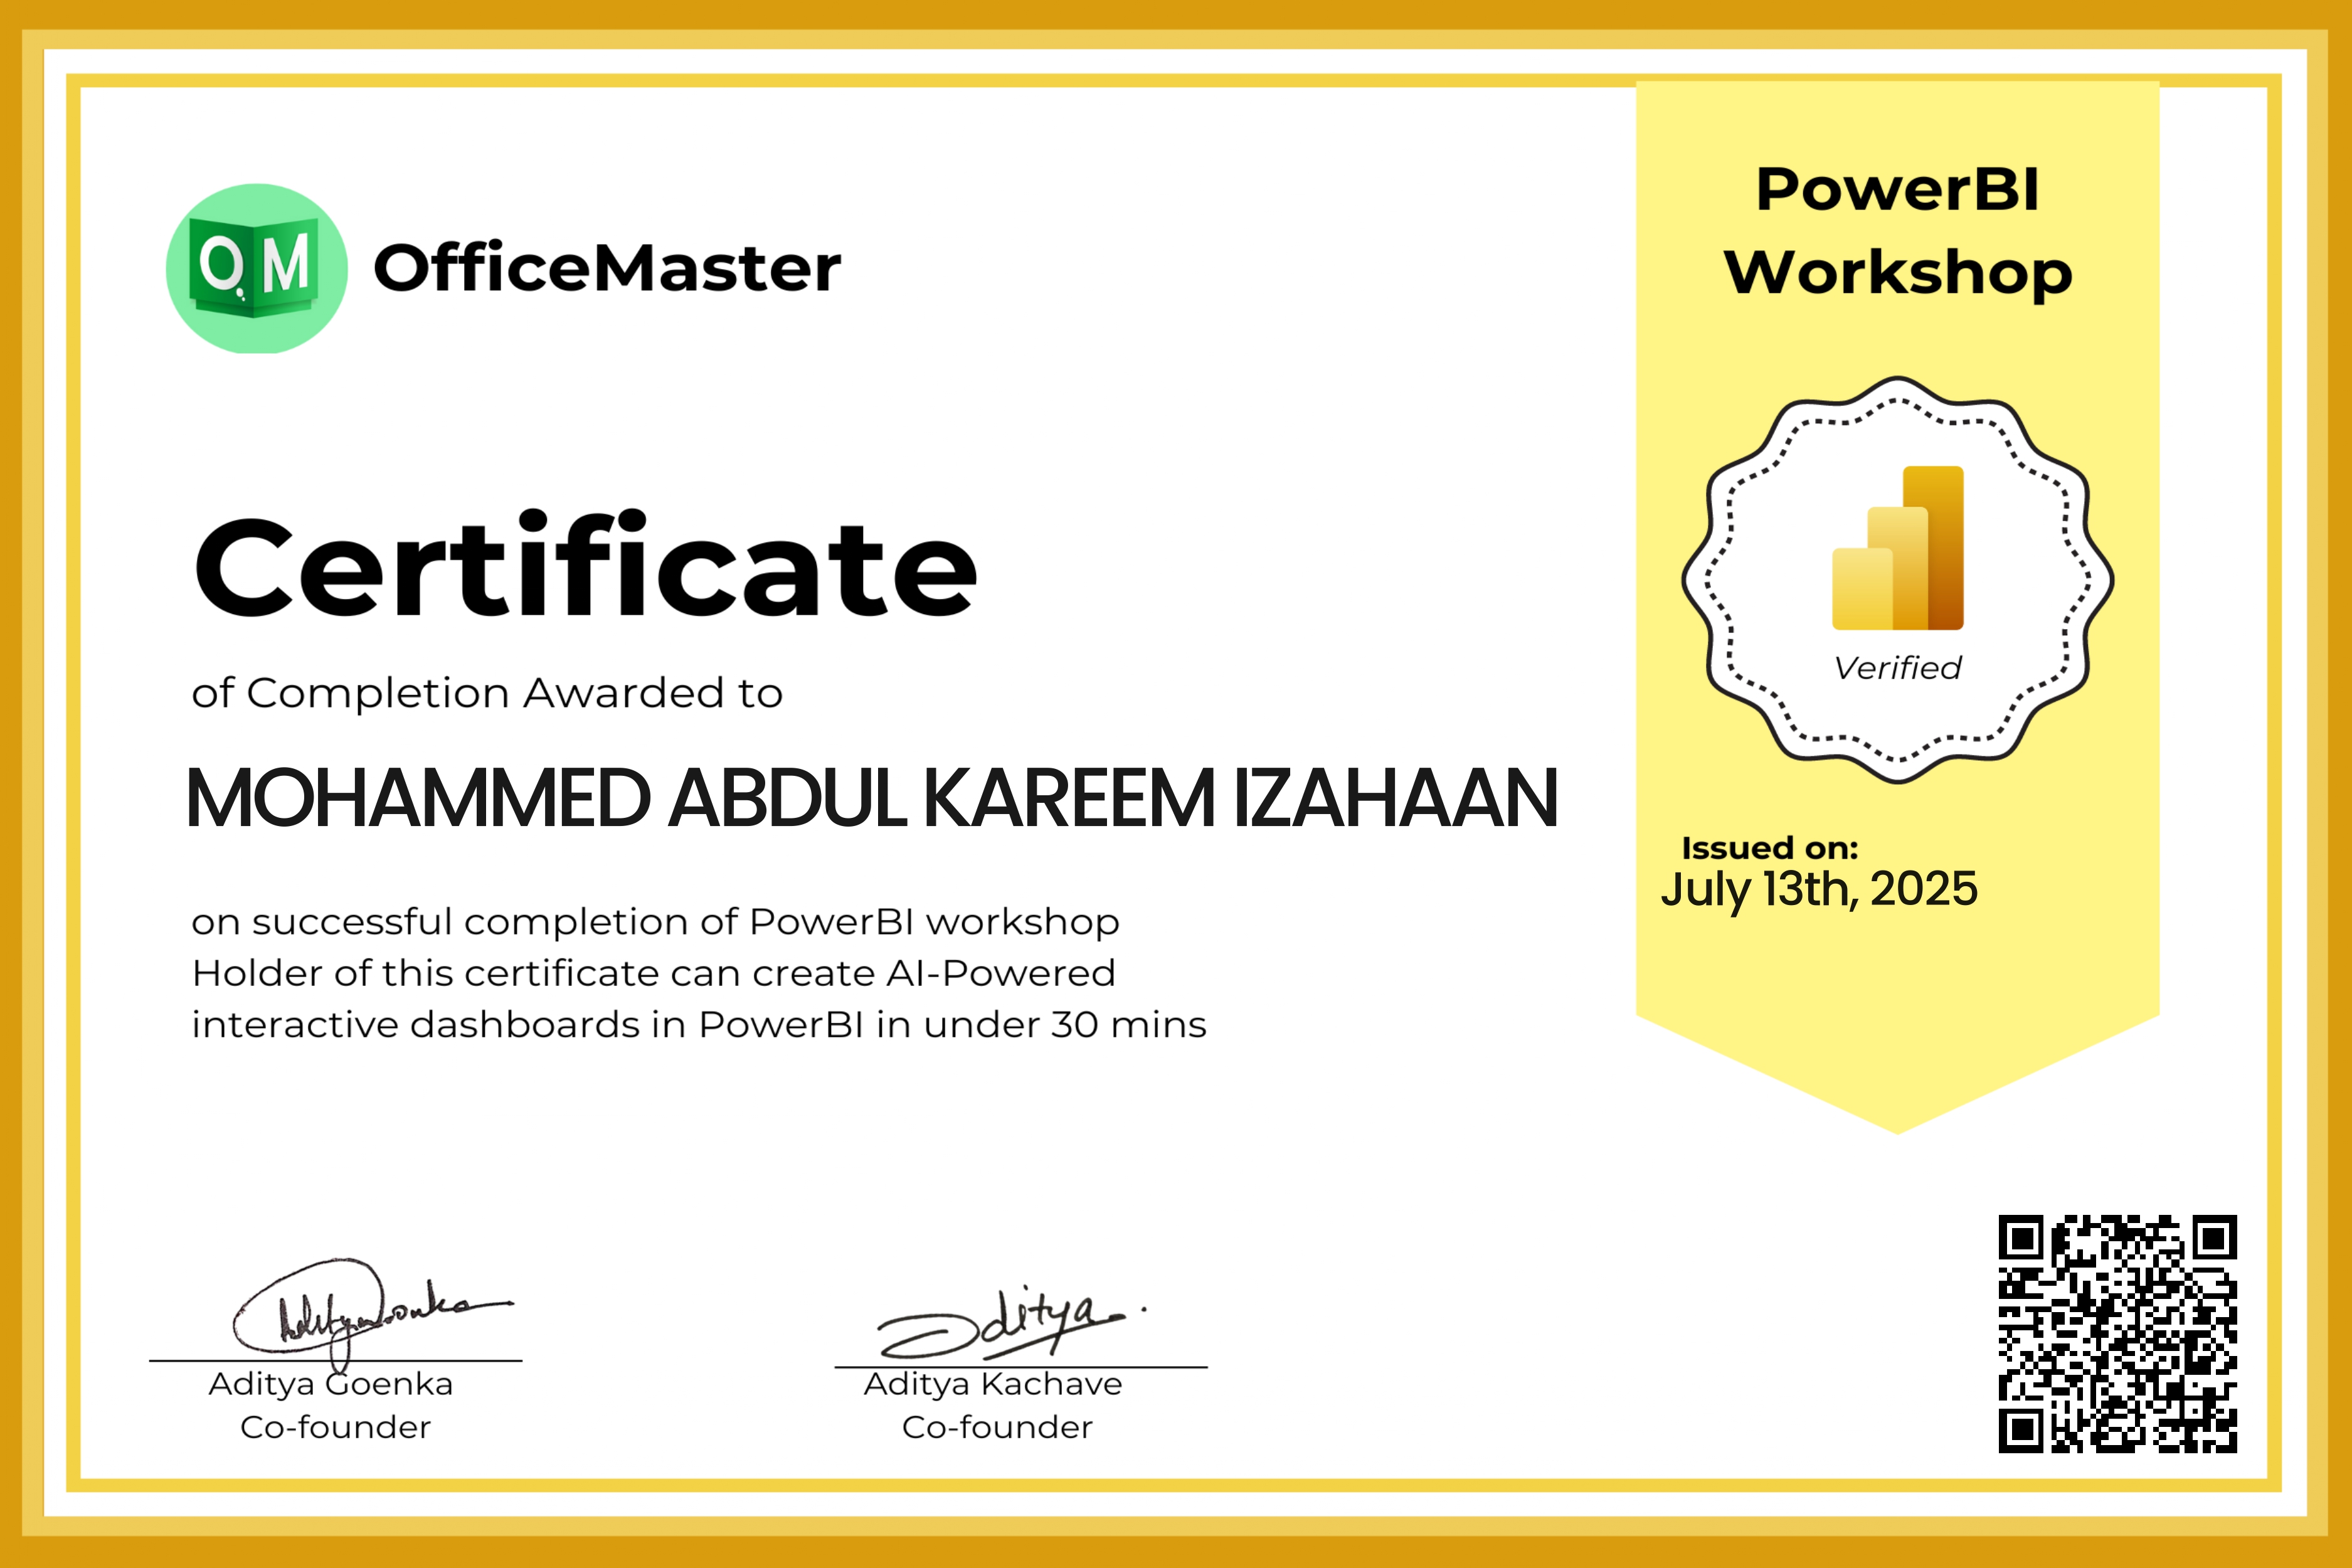 OM
OfficeMaster
Certificate
of Completion Awarded to
MOHAMMED ABDUL KAREEM IZAHAAN
on successful completion of PowerBI workshop
Holder of this certificate can create AI-Powered
interactive dashboards in PowerBI in under 30 mins
PowerBI
Workshop
Verified
Issued on:
July 13th, 2025
Aditya Goenka
Aditya Goenka
Co-founder
Aditya
Aditya Kachave
Co-founder